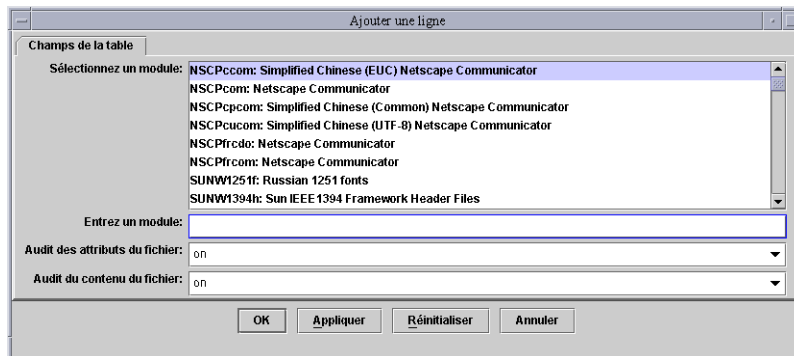 Ajouter une ligne
Champs de la table
Sélectionnez un module:
NSCPccom: Simplified Chinese (EUC) Netscape Communicator
NSCPcom: Netscape Communicator
NSCPcpcom: Simplified Chinese (Common) Netscape Communicator
NSCPcucom: Simplified Chinese (UTF-8) Netscape Communicator
NSCPfrcdo: Netscape Communicator
NSCPfrcom: Netscape Communicator
SUNW1251f: Russian 1251 fonts
SUNW1394h: Sun IEEE1394 Framework Header Files
Entrez un module:
Audit des attributs du fichier: on
Audit du contenu du fichier: on
OK Appliquer Réinitialiser Annuler